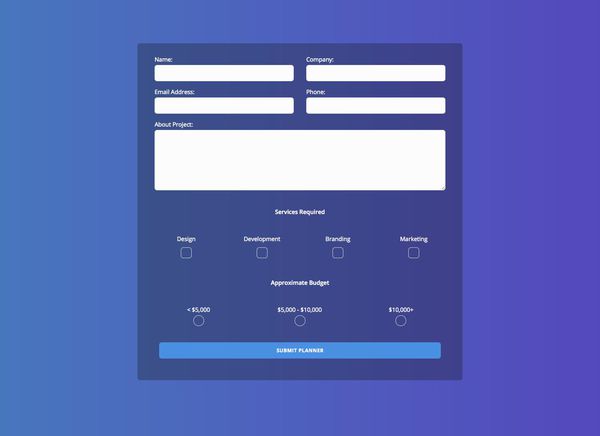 Name: Company:
Email Address: Phone:
About Project:
Services Required
Design Development Branding Marketing
Approximate Budget
< $5,000 $5,000 - $10,000 $10,000+
SUBMIT PLANNER